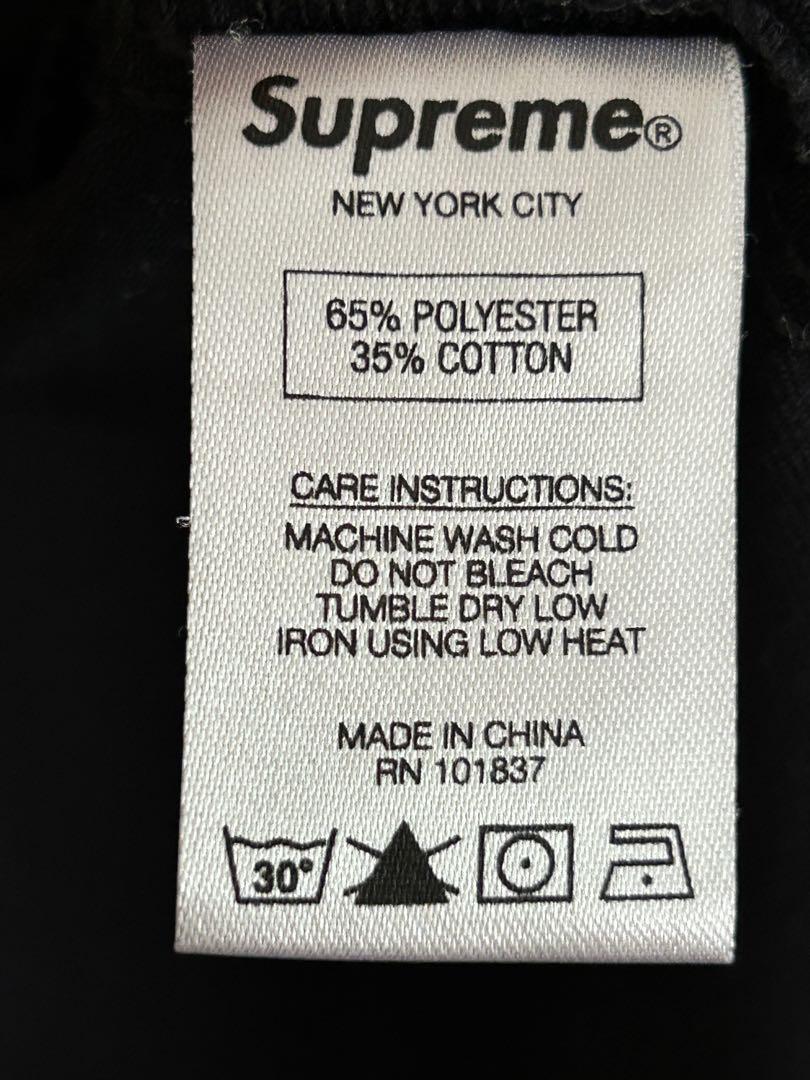 Supreme®
NEW YORK CITY
65% POLYESTER
35% COTTON
CARE INSTRUCTIONS:
MACHINE WASH COLD
DO NOT BLEACH
TUMBLE DRY LOW
IRON USING LOW HEAT
MADE IN CHINA
RN 101837
30°